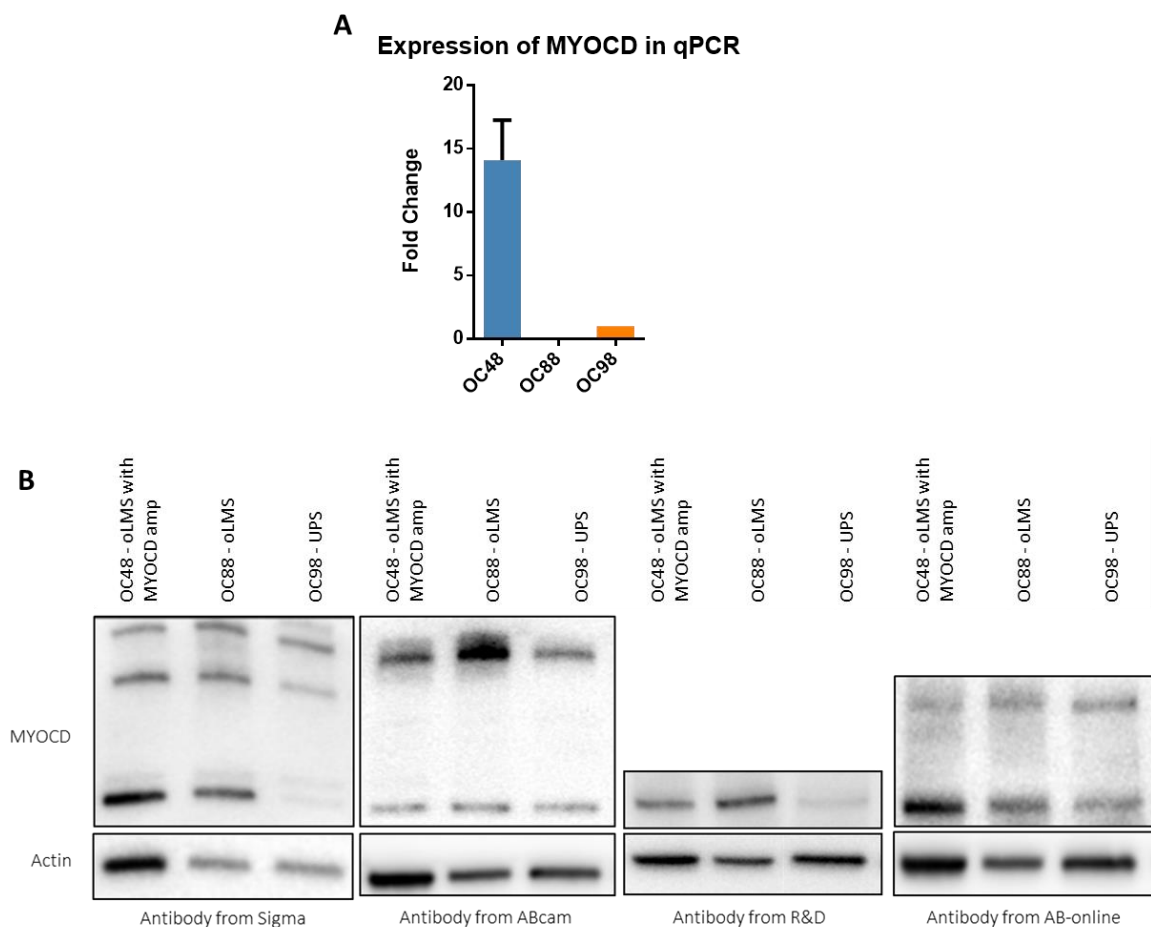 A
Expression of MYOCD in qPCR
Fold Change
20
15
10
5
0
OC48
OC88
OC98
B
OC48 - oLMS with
MYOCD amp
OC88 - oLMS
OC98 - UPS
OC48 - oLMS with
MYOCD amp
OC88 - oLMS
OC98 - UPS
OC48 - oLMS with
MYOCD amp
OC88 - oLMS
OC98 - UPS
OC48 - oLMS with
MYOCD amp
OC88 - oLMS
OC98 - UPS
MYOCD
Actin
Antibody from Sigma
Antibody from ABcam
Antibody from R&D
Antibody from AB-online